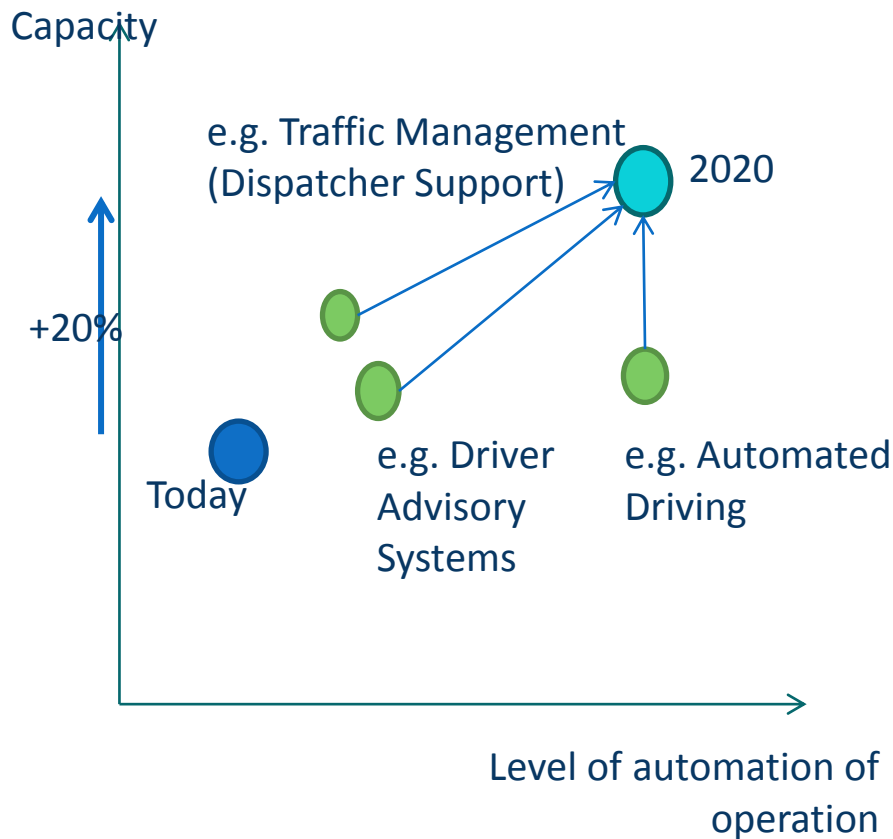 Capacity
e.g. Traffic Management
(Dispatcher Support)
2020
+20%
Today
e.g. Driver
Advisory
Systems
e.g. Automated
Driving
Level of automation of
operation